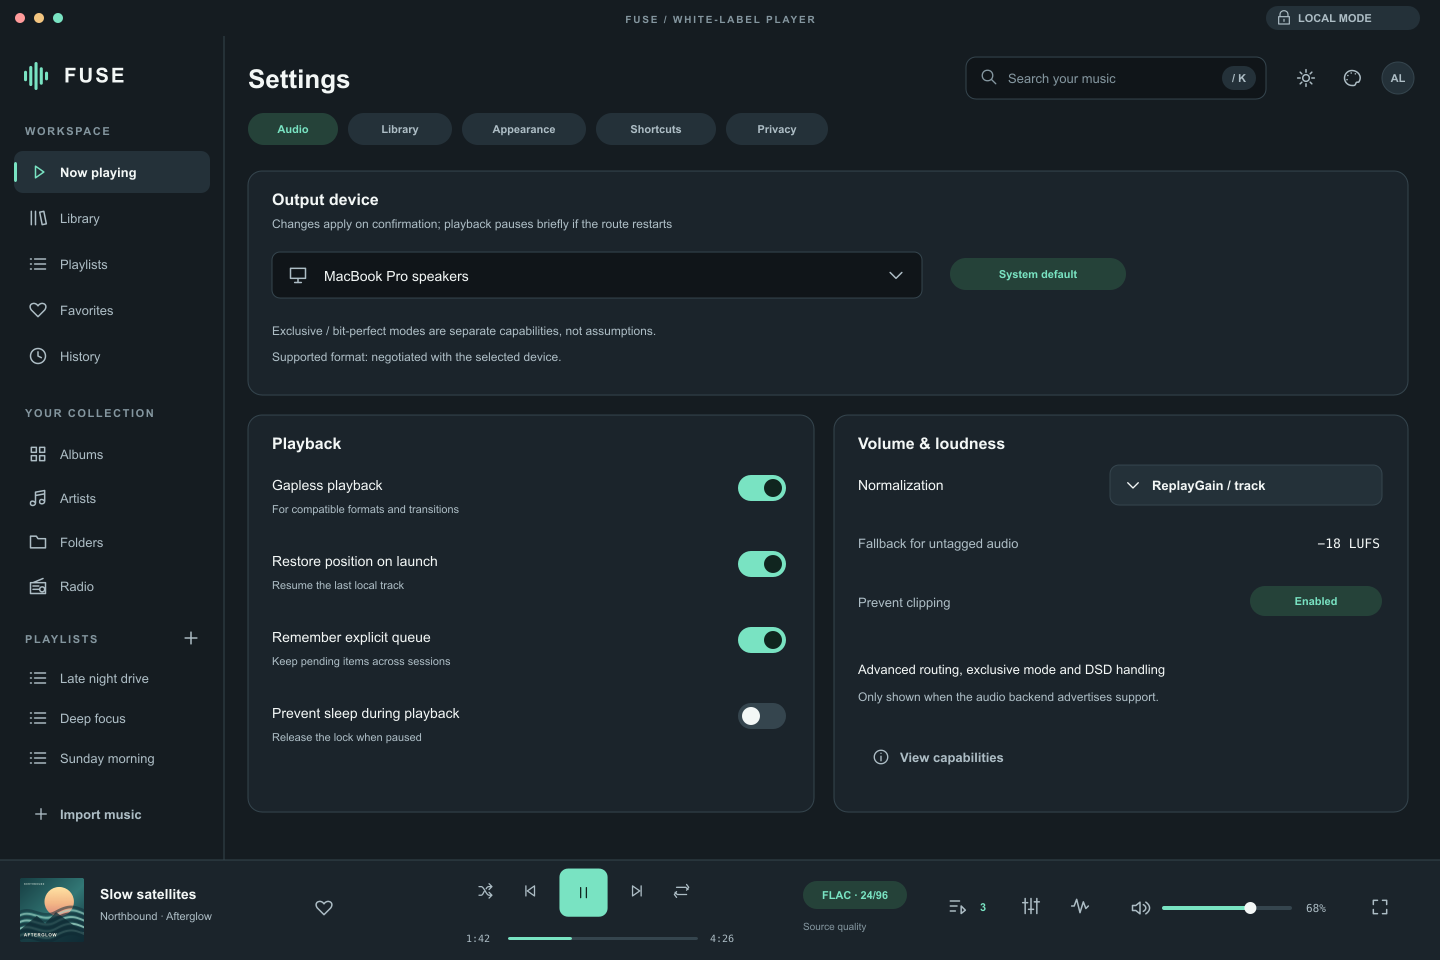 FUSE / WHITE-LABEL PLAYER
LOCAL MODE
FUSE
WORKSPACE
Now playing
Library
Playlists
Favorites
History
YOUR COLLECTION
Albums
Artists
Folders
Radio
PLAYLISTS
Late night drive
Deep focus
Sunday morning
Import music
Settings
Search your music
/ K
AL
Audio
Library
Appearance
Shortcuts
Privacy
Output device
Changes apply on confirmation; playback pauses briefly if the route restarts
MacBook Pro speakers
System default
Exclusive / bit-perfect modes are separate capabilities, not assumptions.
Supported format: negotiated with the selected device.
Playback
Gapless playback
For compatible formats and transitions
Restore position on launch
Resume the last local track
Remember explicit queue
Keep pending items across sessions
Prevent sleep during playback
Release the lock when paused
Volume & loudness
Normalization
ReplayGain / track
Fallback for untagged audio
−18 LUFS
Prevent clipping
Enabled
Advanced routing, exclusive mode and DSD handling
Only shown when the audio backend advertises support.
View capabilities
AFTERGLOW
Slow satellites
Northbound · Afterglow
1:42
4:26
FLAC · 24/96
Source quality
3
68%